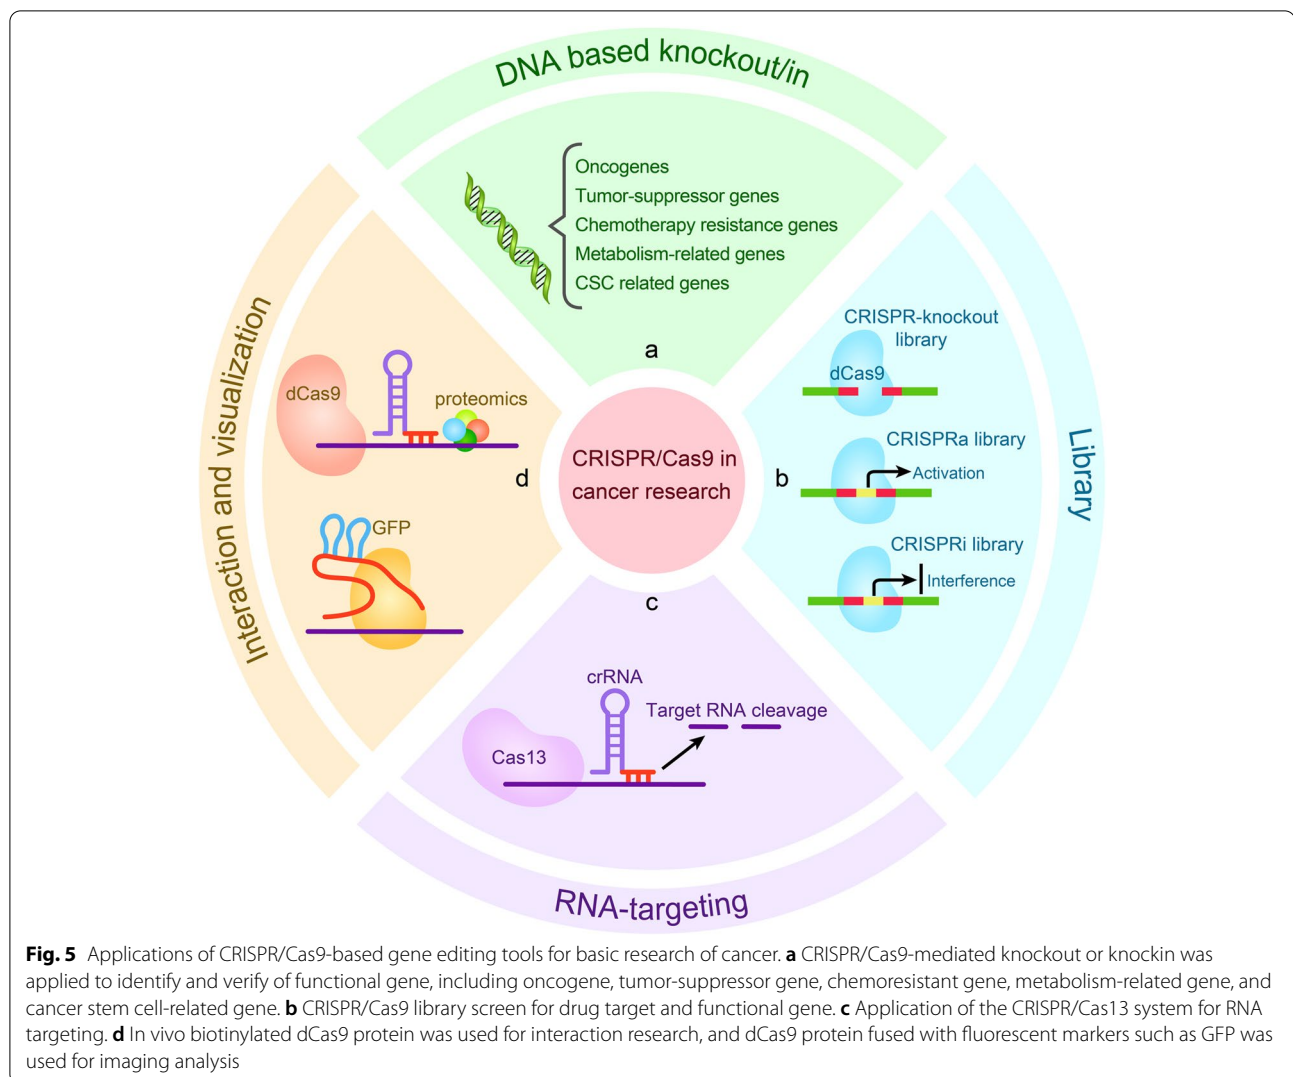 DNA based knockout/in
Oncogenes
Tumor-suppressor genes
Chemotherapy resistance genes
Metabolism-related genes
CSC related genes
a
Library
CRISPR-knockout
library
dCas9
CRISPRa library
Activation
CRISPRi library
Interference
b
CRISPR/Cas9 in
cancer research
Interaction and visualization
dCas9
proteomics
GFP
d
c
crRNA
Target RNA cleavage
Cas13
RNA-targeting
Fig. 5 Applications of CRISPR/Cas9-based gene editing tools for basic research of cancer. a CRISPR/Cas9-mediated knockout or knockin was
applied to identify and verify of functional gene, including oncogene, tumor-suppressor gene, chemoresistant gene, metabolism-related gene, and
cancer stem cell-related gene. b CRISPR/Cas9 library screen for drug target and functional gene. c Application of the CRISPR/Cas13 system for RNA
targeting. d In vivo biotinylated dCas9 protein was used for interaction research, and dCas9 protein fused with fluorescent markers such as GFP was
used for imaging analysis